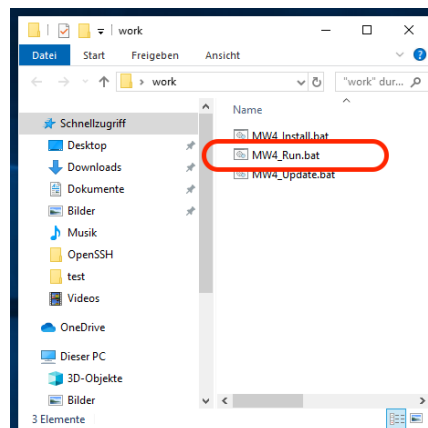 work
Datei Start Freigeben Ansicht
work "work" dur...
Name
Schnellzugriff
Desktop
Downloads
Dokumente
Bilder
Musik
OpenSSH
test
Videos
OneDrive
Dieser PC
3D-Objekte
Bilder
MW4_Install.bat
MW4_Run.bat
MW4_Update.bat
3 Elemente